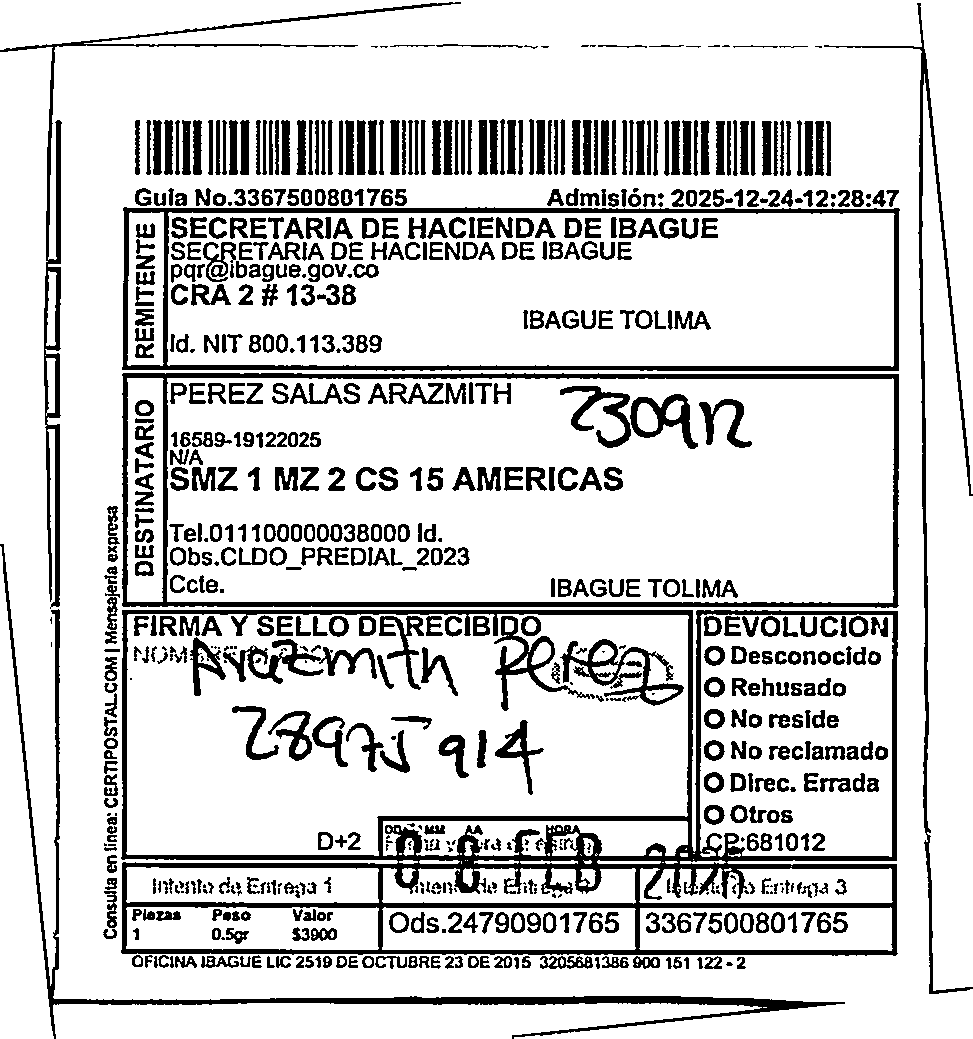 Guia No.3367500801765 Admisión: 2025-12-24-12:28:47
REMITENTE
SECRETARIA DE HACIENDA DE IBAGUE
SECRETARIA DE HACIENDA DE IBAGUE
pqr@ibague.gov.co
CRA 2 # 13-38
IBAGUE TOLIMA
Id. NIT 800.113.389
DESTINATARIO
PEREZ SALAS ARAZMITH
230912
16589-19122025
N/A
SMZ 1 MZ 2 CS 15 AMERICAS
Tel.011100000038000 Id.
Obs.CLDO_PREDIAL_2023
Ccte. IBAGUE TOLIMA
Consulta en línea: CERTIPOSTAL.COM | Mensajería expresa
FIRMA Y SELLO DE RECIBIDO
Arazmith Perez
28975914
DEVOLUCION
Desconocido
Rehusado
No reside
No reclamado
Direc. Errada
Otros
CP:681012
D+2
DD MM AA HORA
08 FEB 2026
Intento de Entrega 1 Intento de Entrega 2 Intento de Entrega 3
Piezas Peso Valor
1 0.5gr $3900
Ods.24790901765 3367500801765
OFICINA IBAGUE LIC 2519 DE OCTUBRE 23 DE 2015 3205681386 900 151 122 - 2